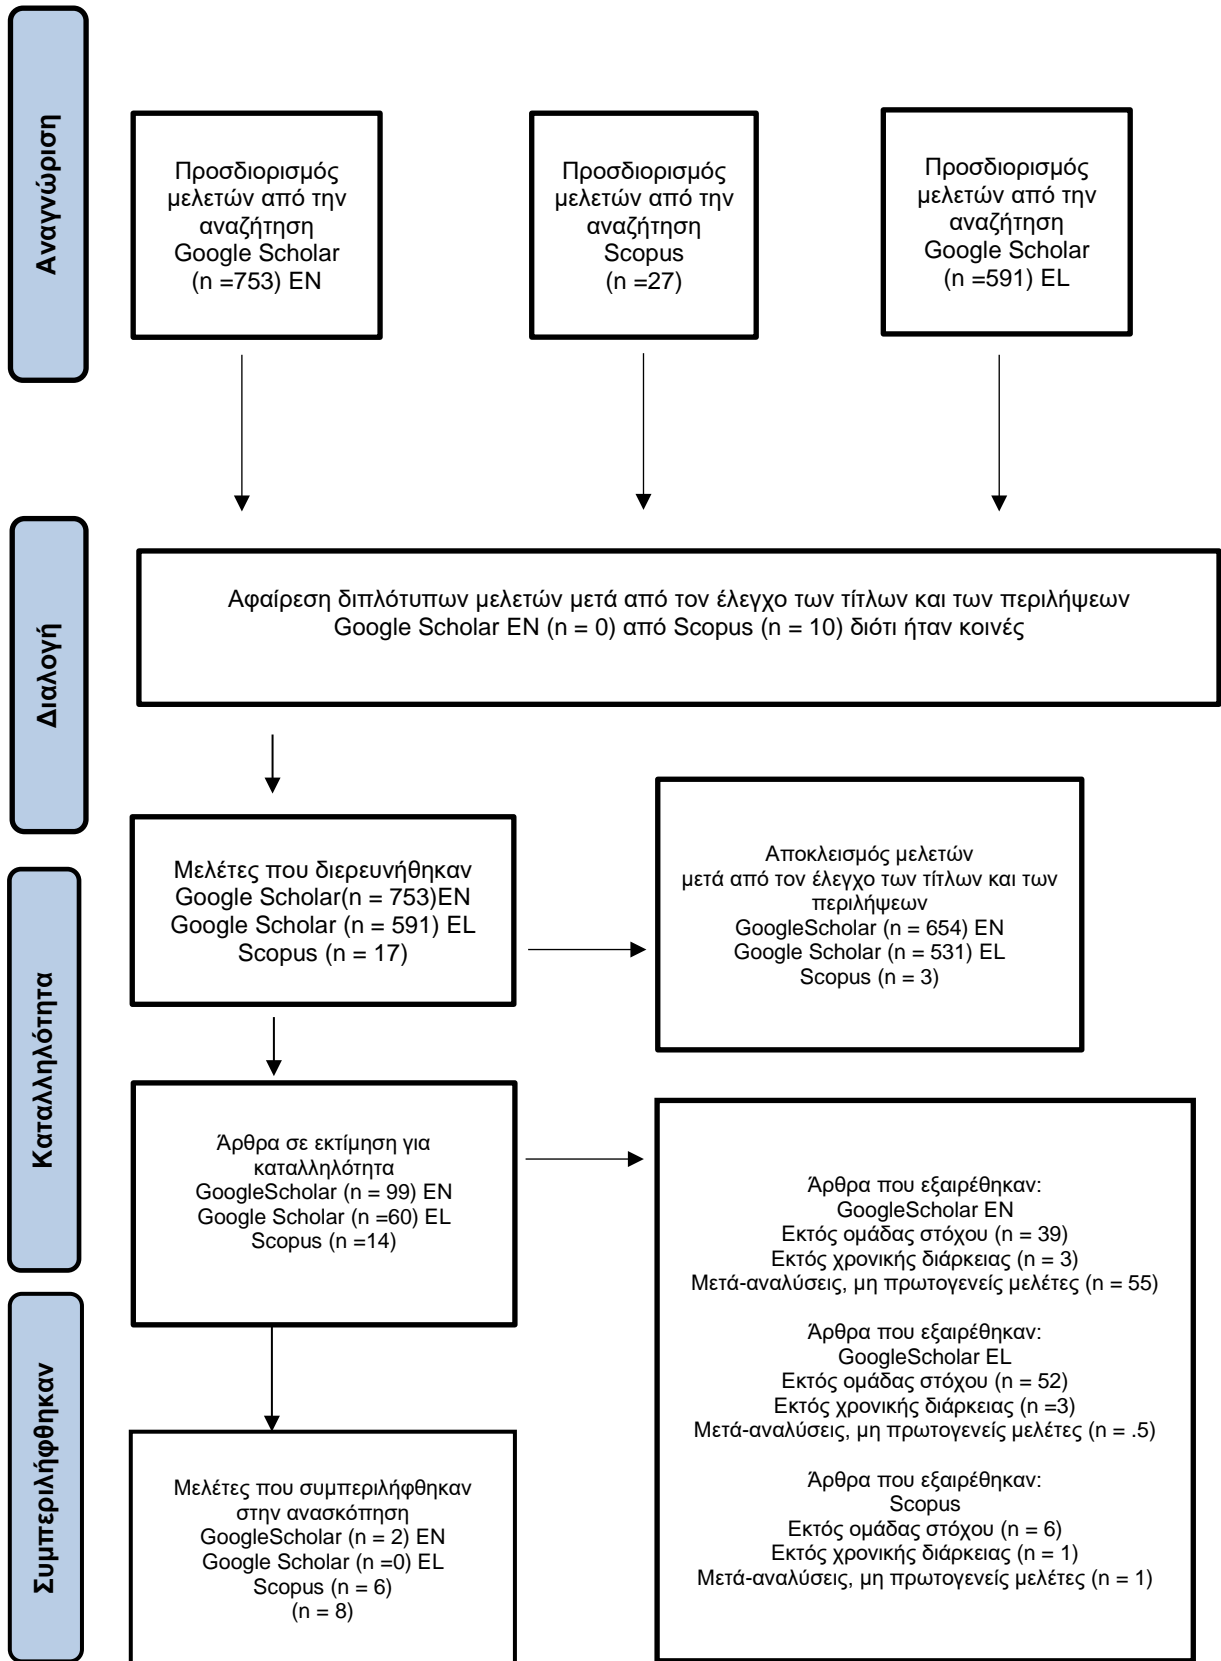 Αναγνώριση
Προσδιορισμός
μελετών από την
αναζήτηση
Google Scholar
(n =753) EN
Προσδιορισμός
μελετών από την
αναζήτηση
Scopus
(n =27)
Προσδιορισμός
μελετών από την
αναζήτηση
Google Scholar
(n =591) EL
Διαλογή
Αφαίρεση διπλότυπων μελετών μετά από τον έλεγχο των τίτλων και των περιλήψεων
Google Scholar EN (n = 0) από Scopus (n = 10) διότι ήταν κοινές
Μελέτες που διερευνήθηκαν
Google Scholar(n = 753)EN
Google Scholar (n = 591) EL
Scopus (n = 17)
Αποκλεισμός μελετών
μετά από τον έλεγχο των τίτλων και των
περιλήψεων
GoogleScholar (n = 654) EN
Google Scholar (n = 531) EL
Scopus (n = 3)
Καταλληλότητα
Άρθρα σε εκτίμηση για
καταλληλότητα
GoogleScholar (n = 99) EN
Google Scholar (n =60) EL
Scopus (n =14)
Άρθρα που εξαιρέθηκαν:
GoogleScholar EN
Εκτός ομάδας στόχου (n = 39)
Εκτός χρονικής διάρκειας (n = 3)
Μετά-αναλύσεις, μη πρωτογενείς μελέτες (n = 55)
Άρθρα που εξαιρέθηκαν:
GoogleScholar EL
Εκτός ομάδας στόχου (n = 52)
Εκτός χρονικής διάρκειας (n =3)
Μετά-αναλύσεις, μη πρωτογενείς μελέτες (n = .5)
Άρθρα που εξαιρέθηκαν:
Scopus
Εκτός ομάδας στόχου (n = 6)
Εκτός χρονικής διάρκειας (n = 1)
Μετά-αναλύσεις, μη πρωτογενείς μελέτες (n = 1)
Συμπεριλήφθηκαν
Μελέτες που συμπεριλήφθηκαν
στην ανασκόπηση
GoogleScholar (n = 2) EN
Google Scholar (n =0) EL
Scopus (n = 6)
(n = 8)